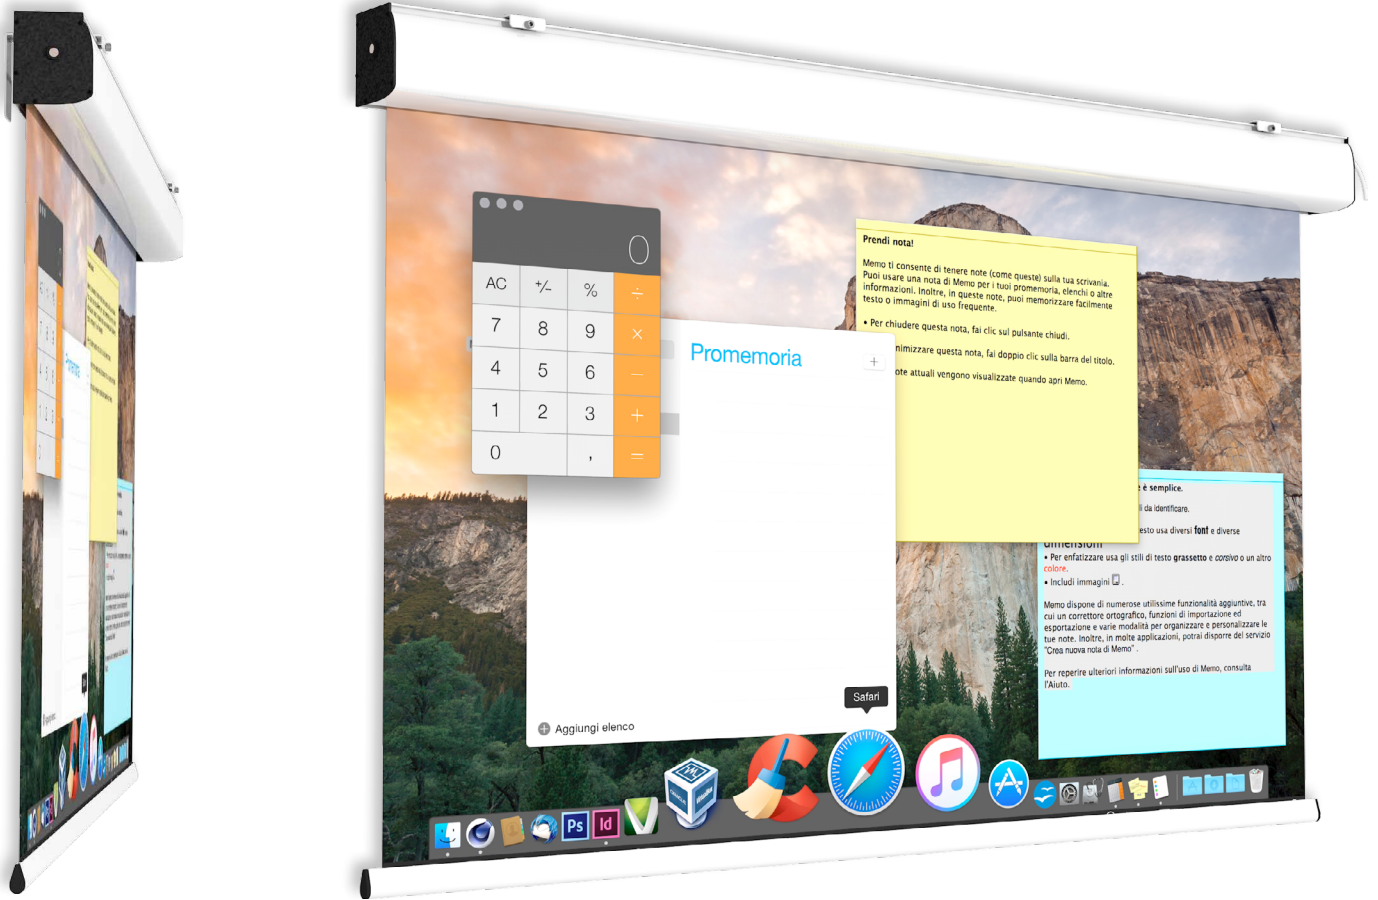 0
AC +/- % ÷
7 8 9 ×
4 5 6 −
1 2 3 +
0 , =
Promemoria
+
Aggiungi elenco
Prendi nota!
Memo ti consente di tenere note (come queste) sulla tua scrivania.
Puoi usare una nota di Memo per i tuoi promemoria, elenchi o altre
informazioni. Inoltre, in queste note, puoi memorizzare facilmente
testo o immagini di uso frequente.
• Per chiudere questa nota, fai clic sul pulsante chiudi.
nimizzare questa nota, fai doppio clic sulla barra del titolo.
ote attuali vengono visualizzate quando apri Memo.
è semplice.
li da identificare.
esto usa diversi font e diverse
dimensioni
• Per enfatizzare usa gli stili di testo grassetto e corsivo o un altro
colore.
• Includi immagini .
Memo dispone di numerose utilissime funzionalità aggiuntive, tra
cui un correttore ortografico, funzioni di importazione ed
esportazione e varie modalità per organizzare e personalizzare le
tue note. Inoltre, in molte applicazioni, potrai disporre del servizio
"Crea nuova nota di Memo" .
Per reperire ulteriori informazioni sull'uso di Memo, consulta
l'Aiuto.
Safari
Ps
Id
VirtualBox